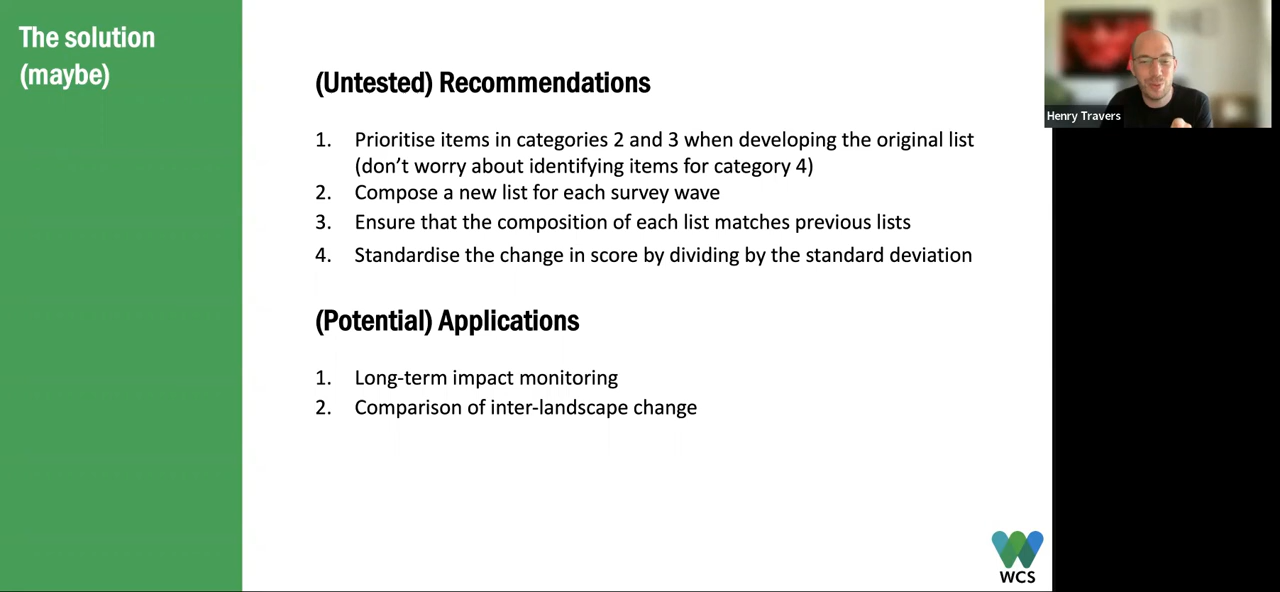 The solution
(maybe)
(Untested) Recommendations
1. Prioritise items in categories 2 and 3 when developing the original list
(don't worry about identifying items for category 4)
2. Compose a new list for each survey wave
3. Ensure that the composition of each list matches previous lists
4. Standardise the change in score by dividing by the standard deviation
(Potential) Applications
1. Long-term impact monitoring
2. Comparison of inter-landscape change
WCS
Henry Travers